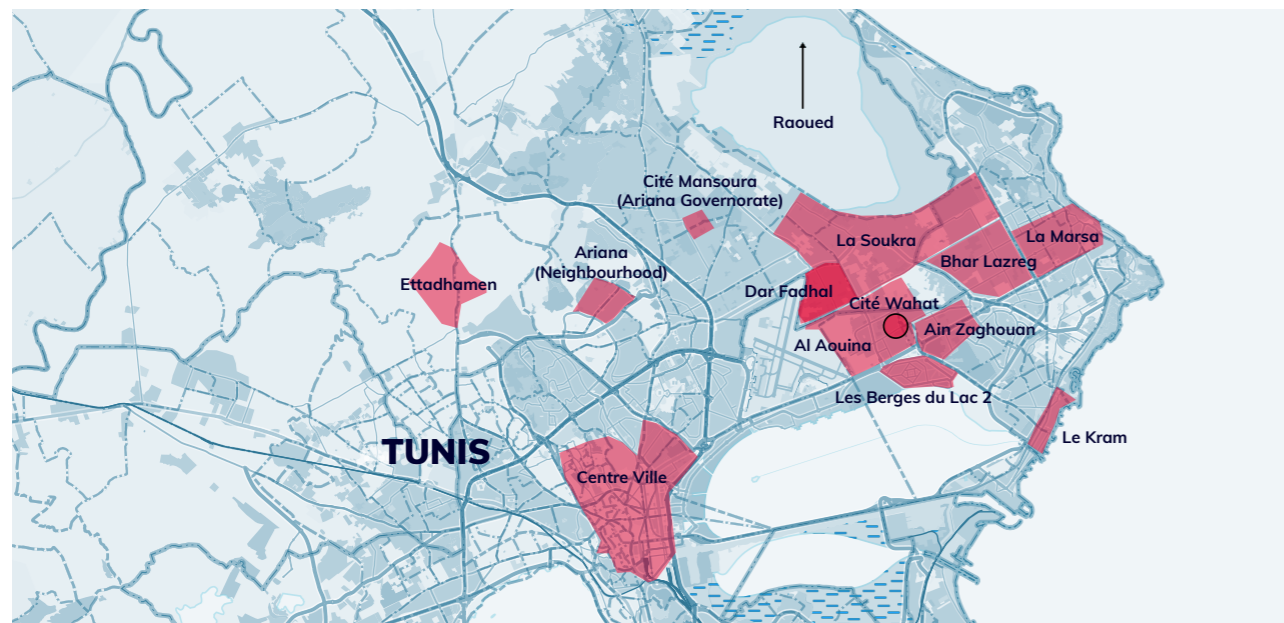 Raoued
Cité Mansoura
(Ariana Governorate)
La Soukra
La Marsa
Ariana
(Neighbourhood)
Bhar Lazreg
Ettadhamen
Dar Fadhal
Cité Wahat
Ain Zaghouan
Al Aouina
Les Berges du Lac 2
Le Kram
TUNIS
Centre Ville